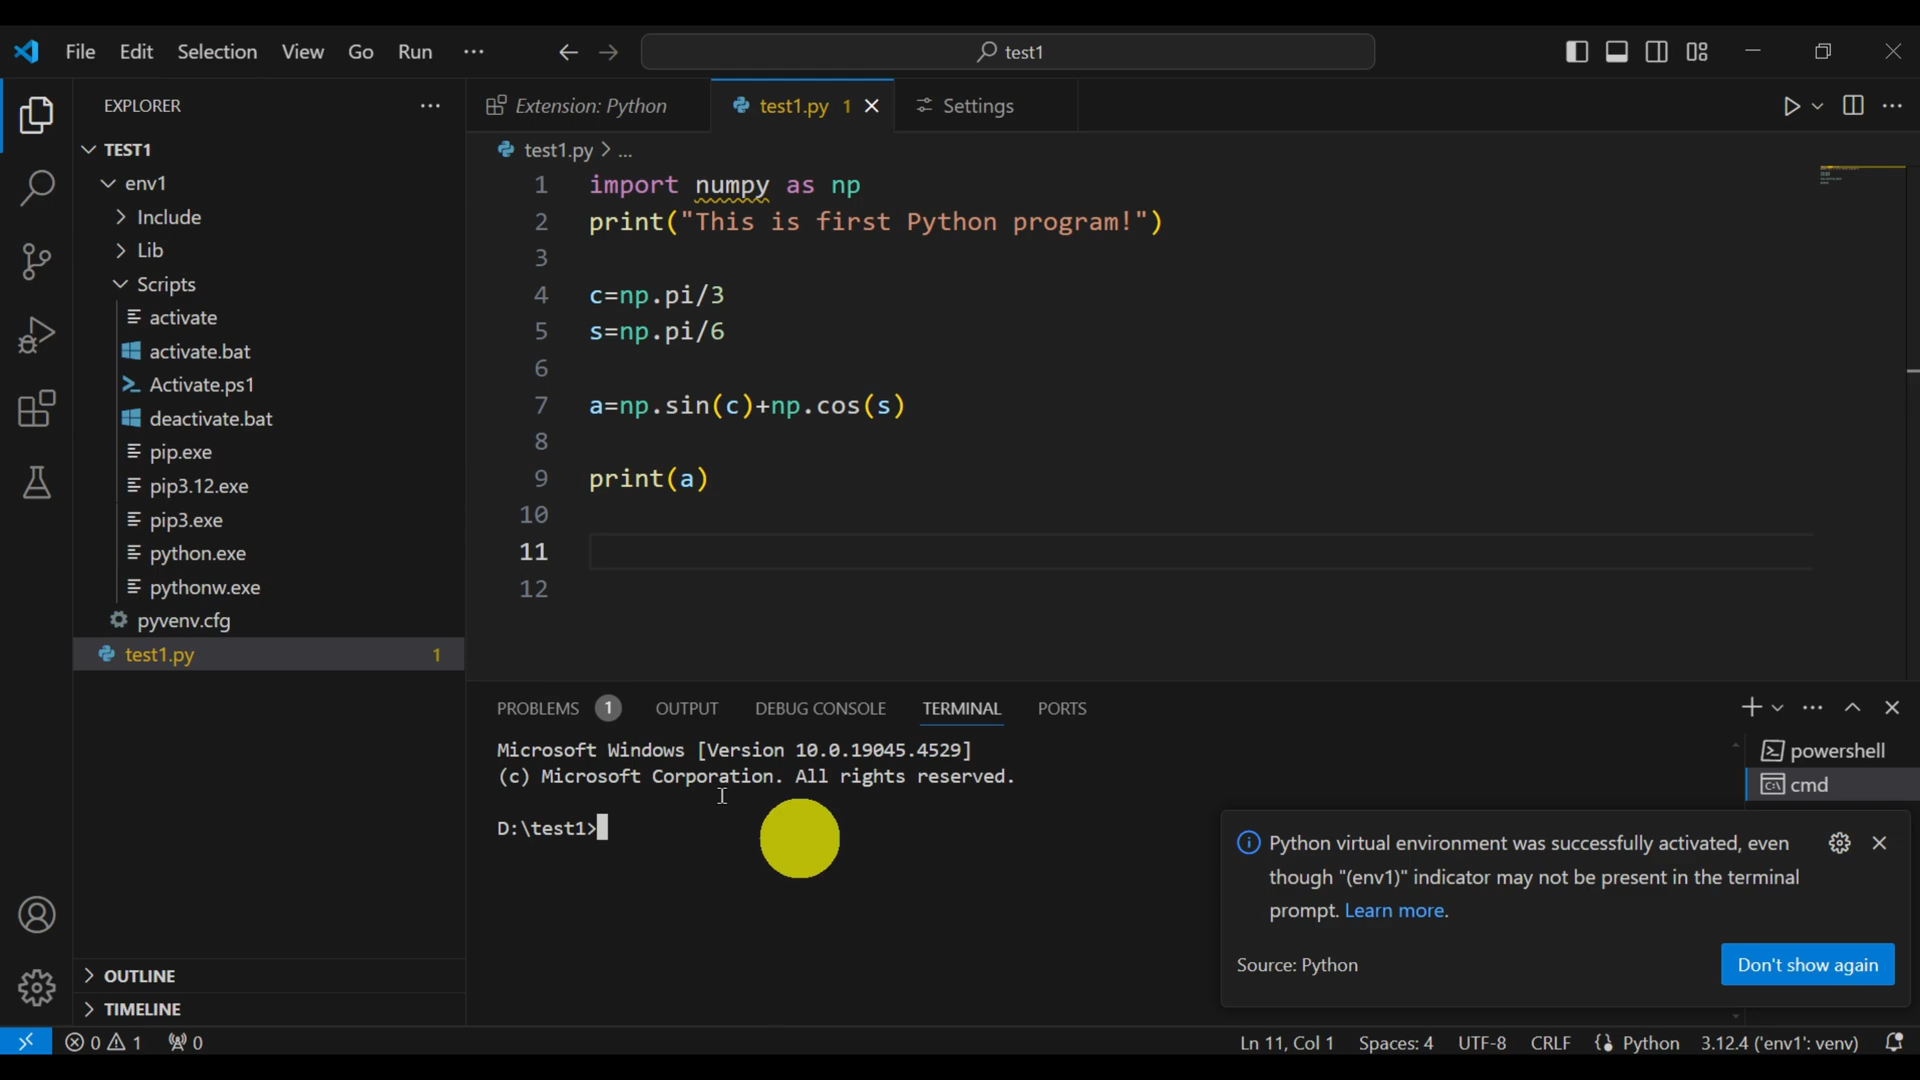 File Edit Selection View Go Run ···
test1
EXPLORER ···
TEST1
env1
Include
Lib
Scripts
activate
activate.bat
Activate.ps1
deactivate.bat
pip.exe
pip3.12.exe
pip3.exe
python.exe
pythonw.exe
pyvenv.cfg
test1.py 1
OUTLINE
TIMELINE
Extension: Python
test1.py 1
Settings
test1.py > ...
1 import numpy as np
2 print("This is first Python program!")
3
4 c=np.pi/3
5 s=np.pi/6
6
7 a=np.sin(c)+np.cos(s)
8
9 print(a)
10
11
12
PROBLEMS 1 OUTPUT DEBUG CONSOLE TERMINAL PORTS
Microsoft Windows [Version 10.0.19045.4529]
(c) Microsoft Corporation. All rights reserved.
D:\test1>
powershell
cmd
Python virtual environment was successfully activated, even
though "(env1)" indicator may not be present in the terminal
prompt. Learn more.
Source: Python
Don't show again
0 1 0
Ln 11, Col 1 Spaces: 4 UTF-8 CRLF Python 3.12.4 ('env1': venv)